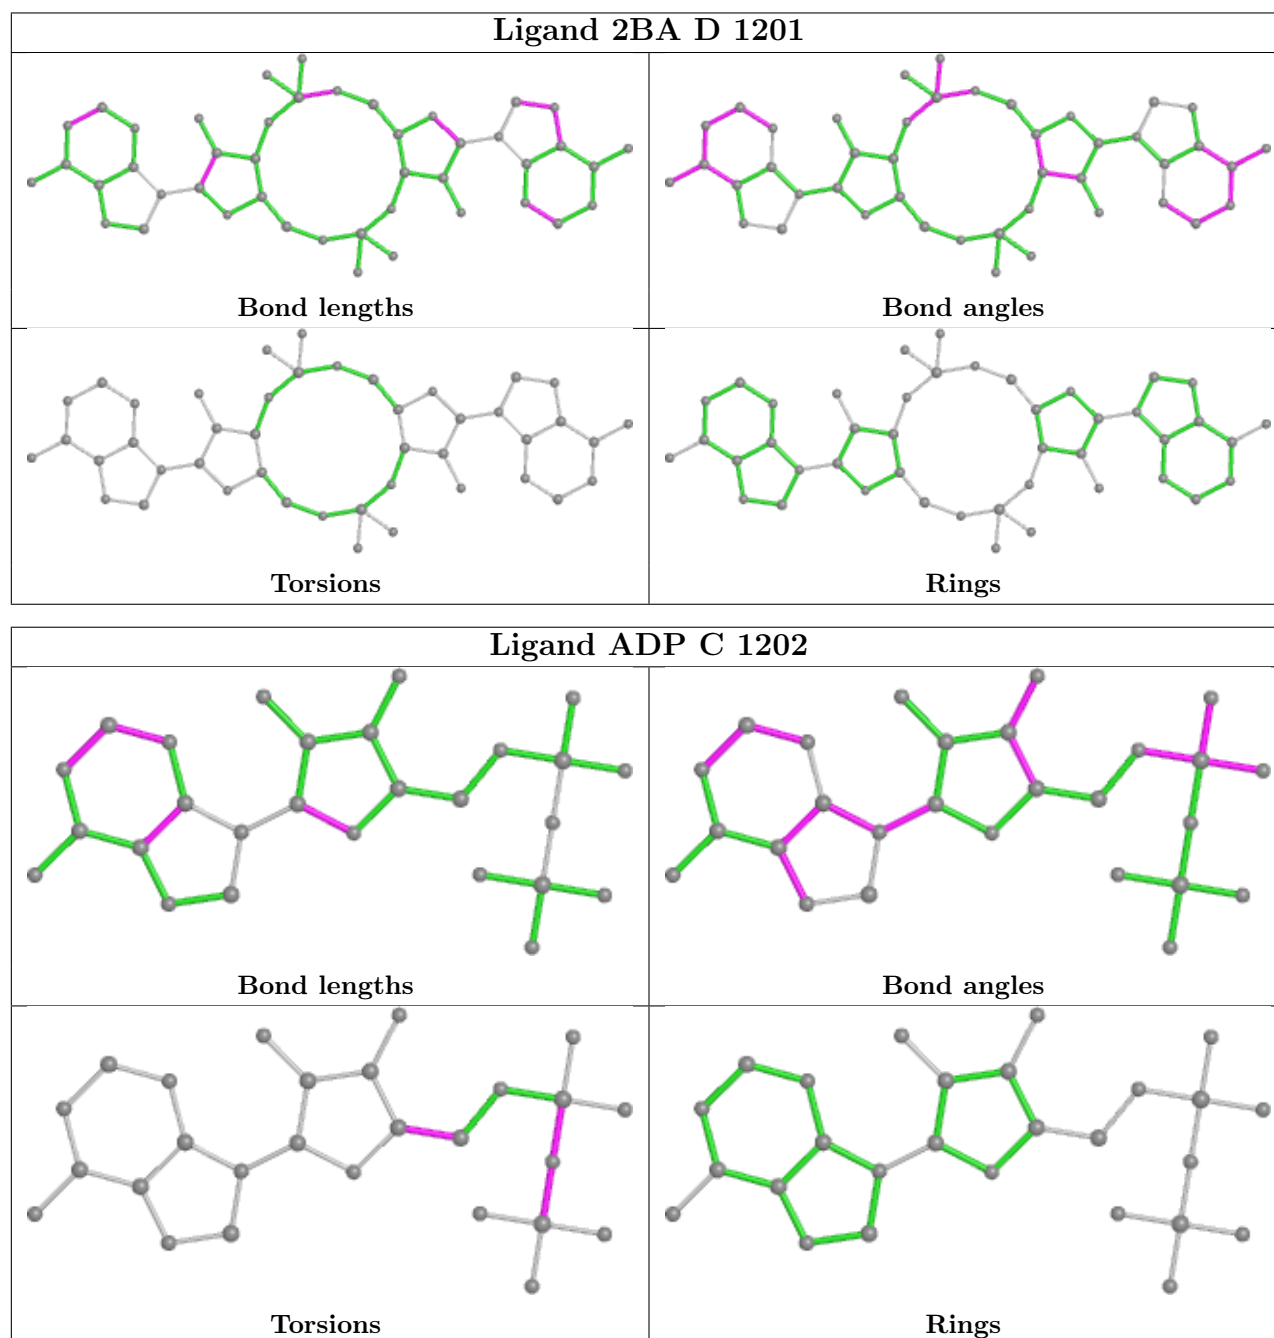 Ligand 2BA D 1201
Bond lengths
Bond angles
Torsions
Rings
Ligand ADP C 1202
Bond lengths
Bond angles
Torsions
Rings